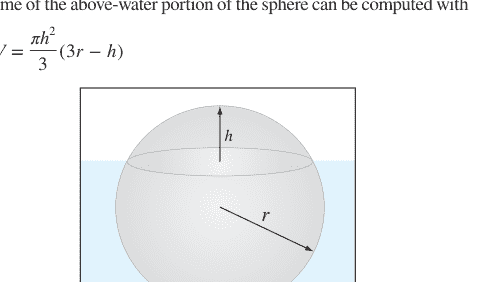 me of the above-water portion of the sphere can be computed with
V = πh²/3 (3r − h)
h
r